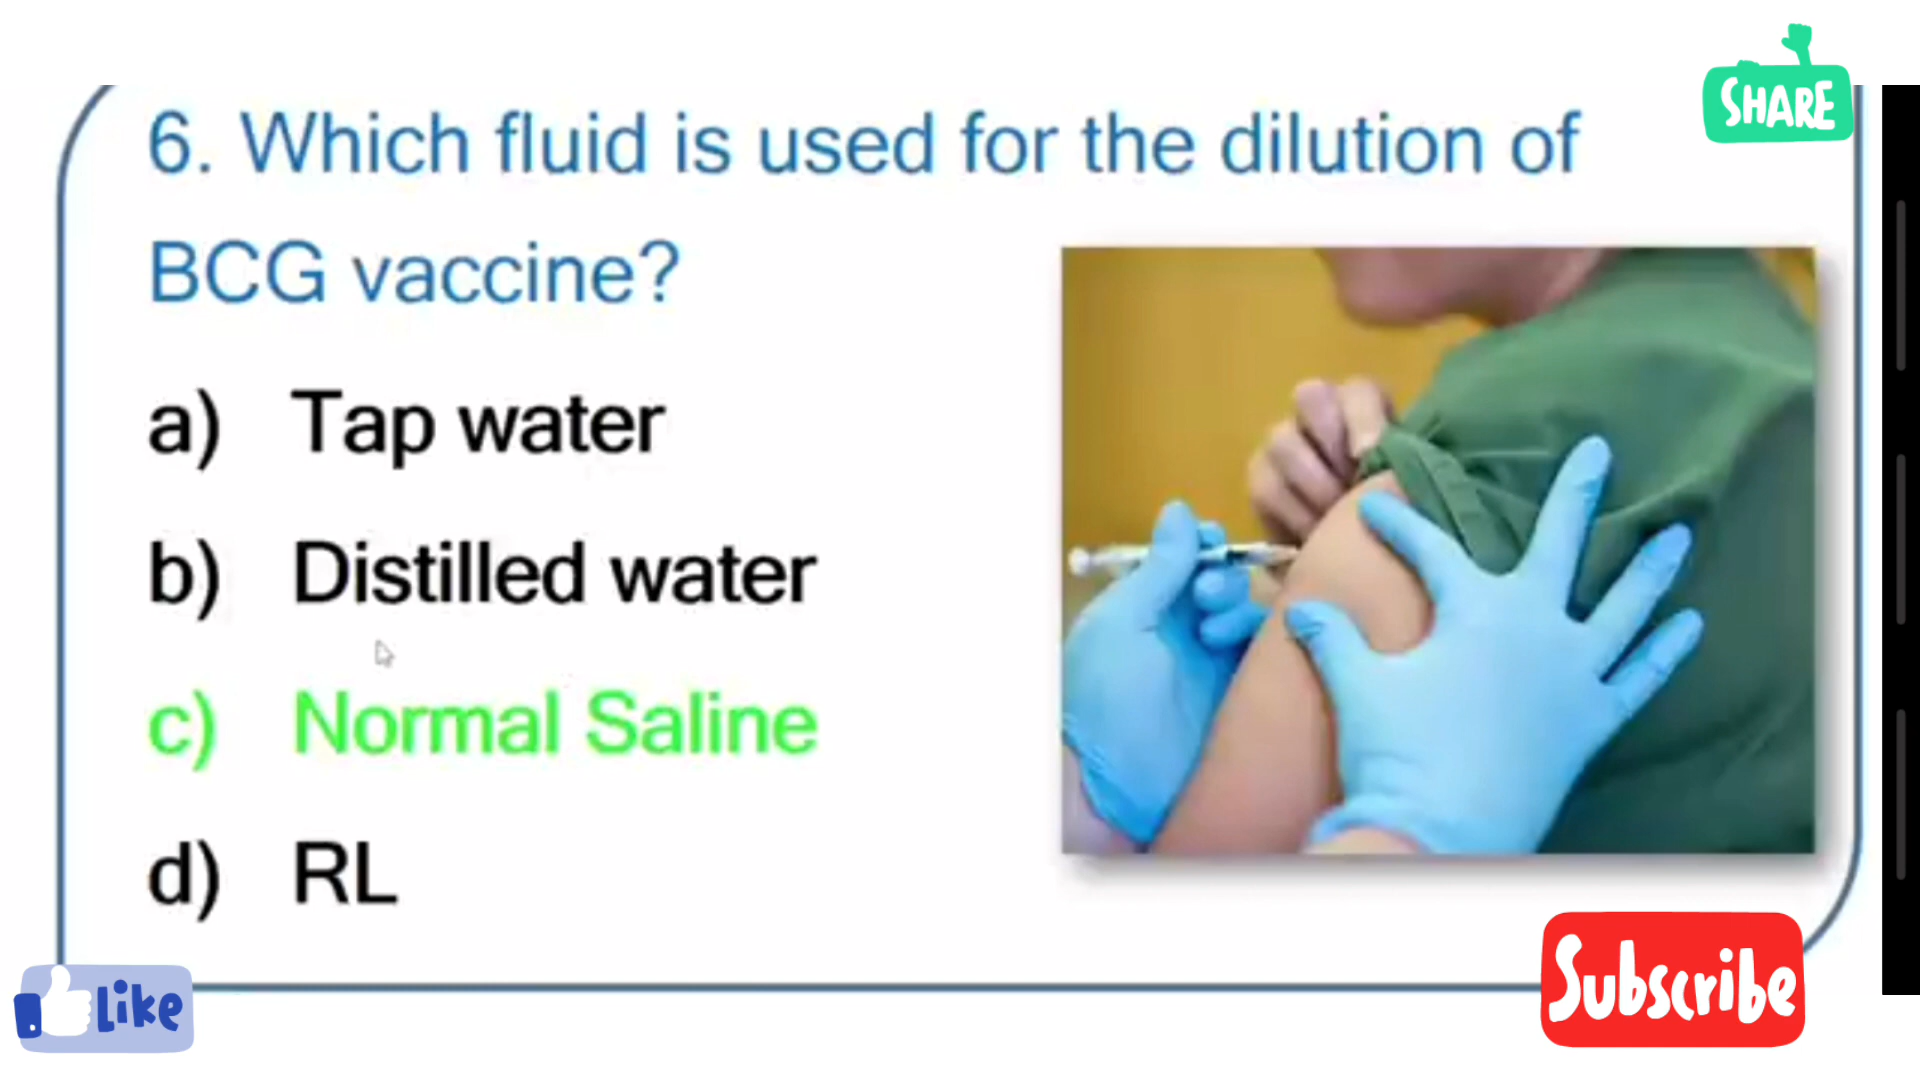 SHARE
6. Which fluid is used for the dilution of
BCG vaccine?
a) Tap water
b) Distilled water
c) Normal Saline
d) RL
like
Subscribe